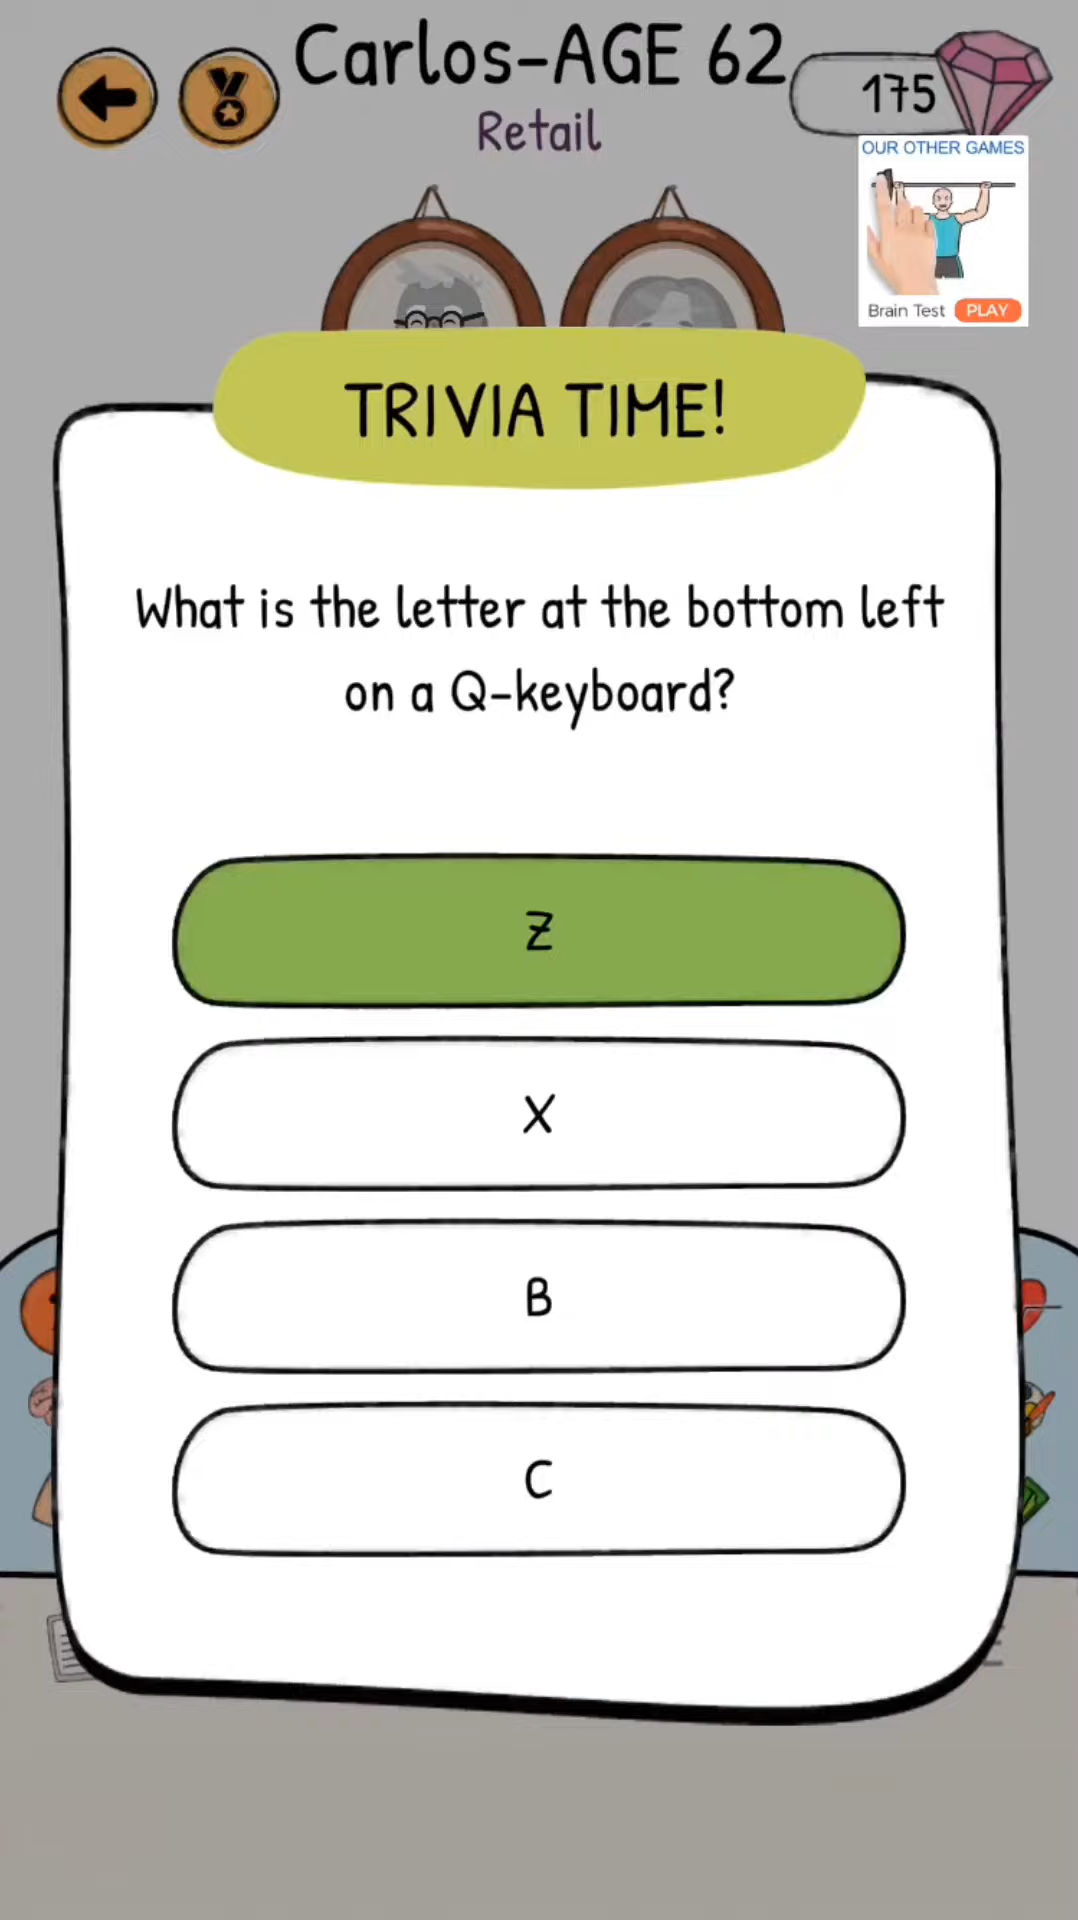 Carlos-AGE 62
Retail
175
OUR OTHER GAMES
Brain Test PLAY
TRIVIA TIME!
What is the letter at the bottom left
on a Q-keyboard?
Z
X
B
C